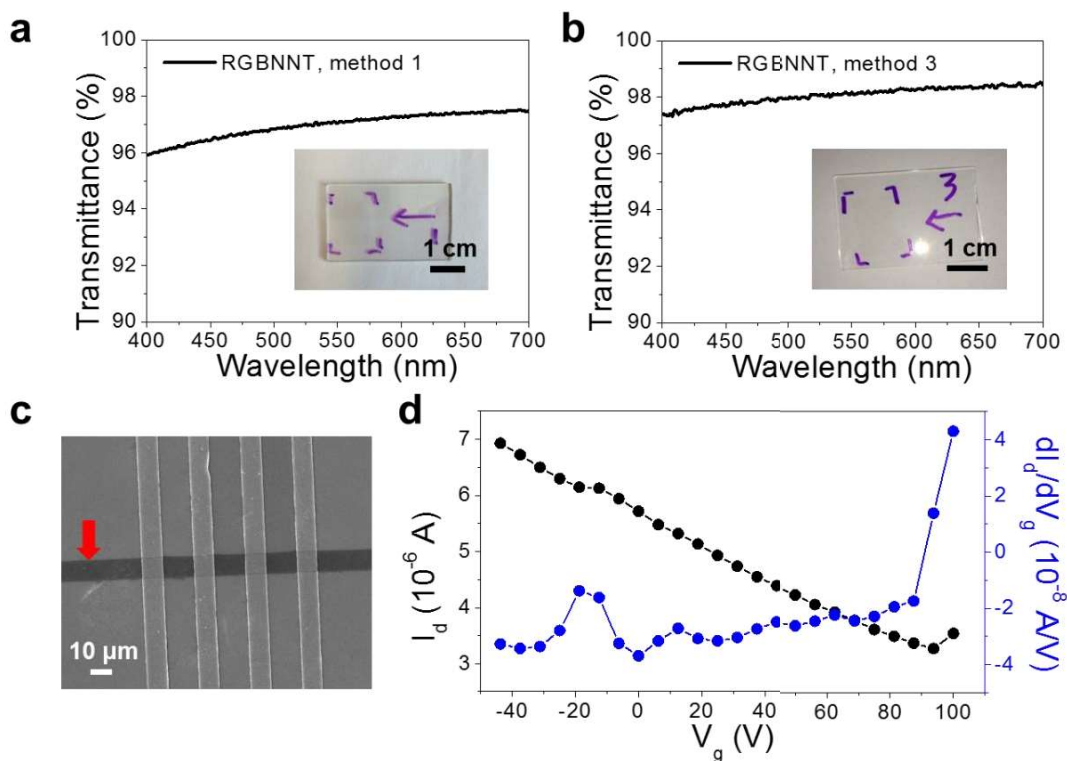 a
100
98
96
94
92
90
Transmittance (%)
RGBNNT, method 1
1 cm
400 450 500 550 600 650 700
Wavelength (nm)
b
100
98
96
94
92
90
Transmittance (%)
RGBNNT, method 3
3
1 cm
400 450 500 550 600 650 700
Wavelength (nm)
c
10 μm
d
7
6
5
4
3
I_d (10⁻⁶ A)
-40 -20 0 20 40 60 80 100
V_g (V)
4
2
0
-2
-4
dI_d/dV_g (10⁻⁸ A/V)